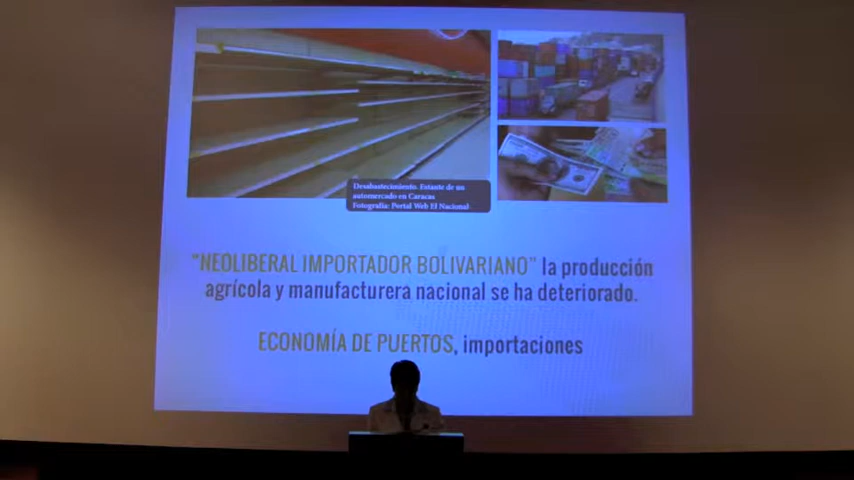 Desabastecimiento. Estante de un
automercado en Caracas
Fotografía: Portal Web El Nacional
"NEOLIBERAL IMPORTADOR BOLIVARIANO" la producción
agrícola y manufacturera nacional se ha deteriorado.
ECONOMÍA DE PUERTOS, importaciones